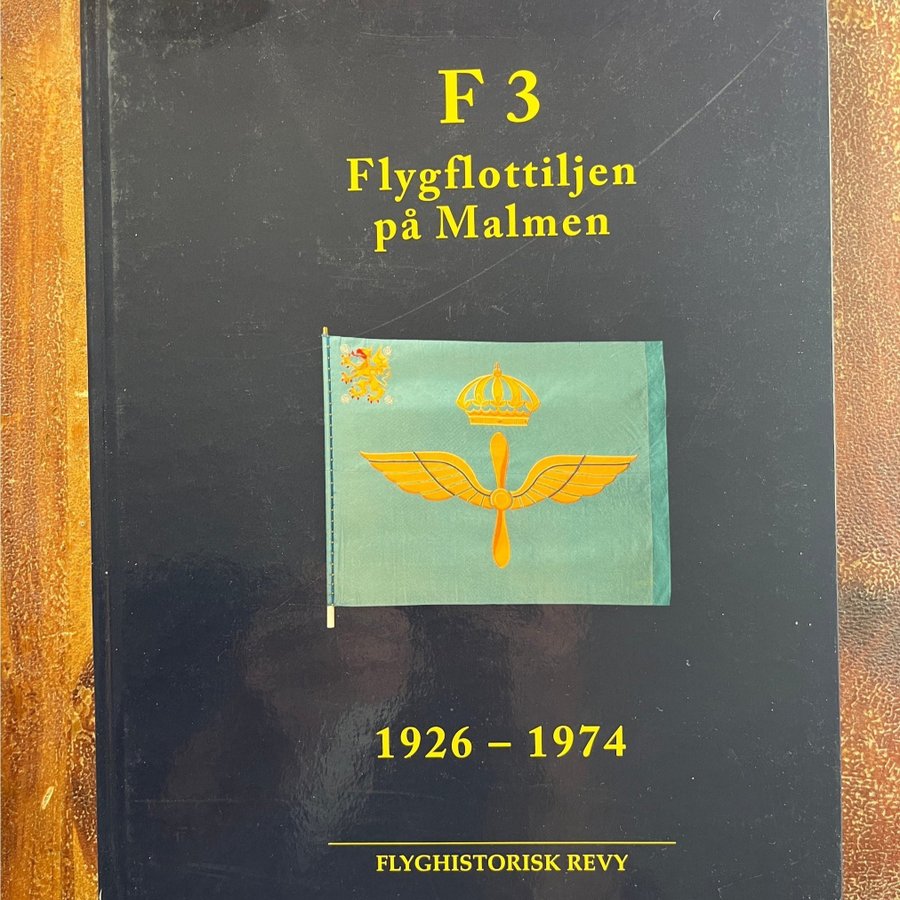 F 3
Flygflottiljen
på Malmen
1926 – 1974
FLYGHISTORISK REVY